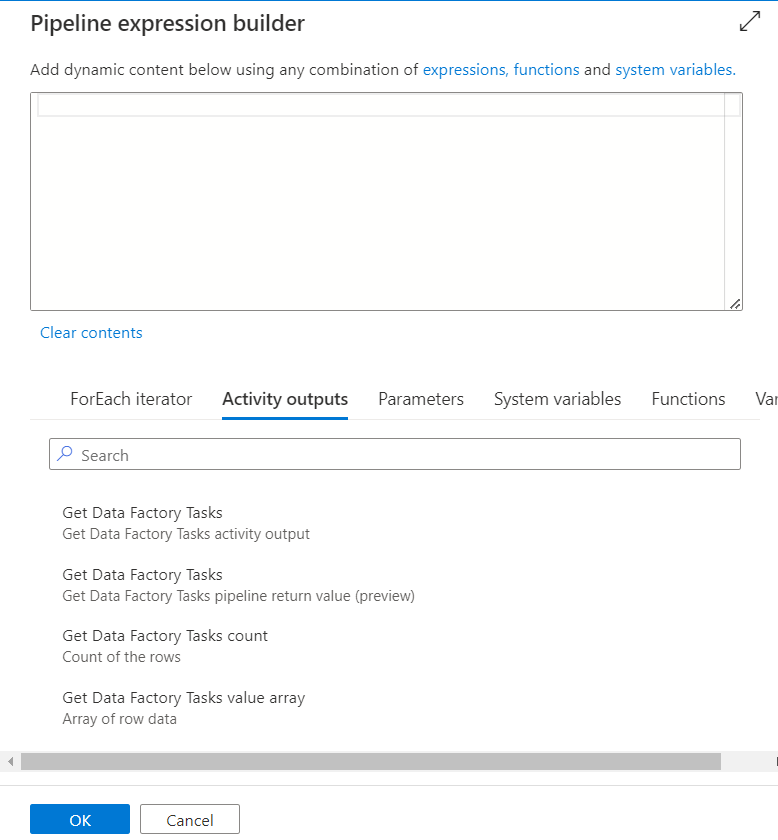 Pipeline expression builder
Add dynamic content below using any combination of expressions, functions and system variables.
Clear contents
ForEach iterator Activity outputs Parameters System variables Functions Var
Search
Get Data Factory Tasks
Get Data Factory Tasks activity output
Get Data Factory Tasks
Get Data Factory Tasks pipeline return value (preview)
Get Data Factory Tasks count
Count of the rows
Get Data Factory Tasks value array
Array of row data
OK Cancel